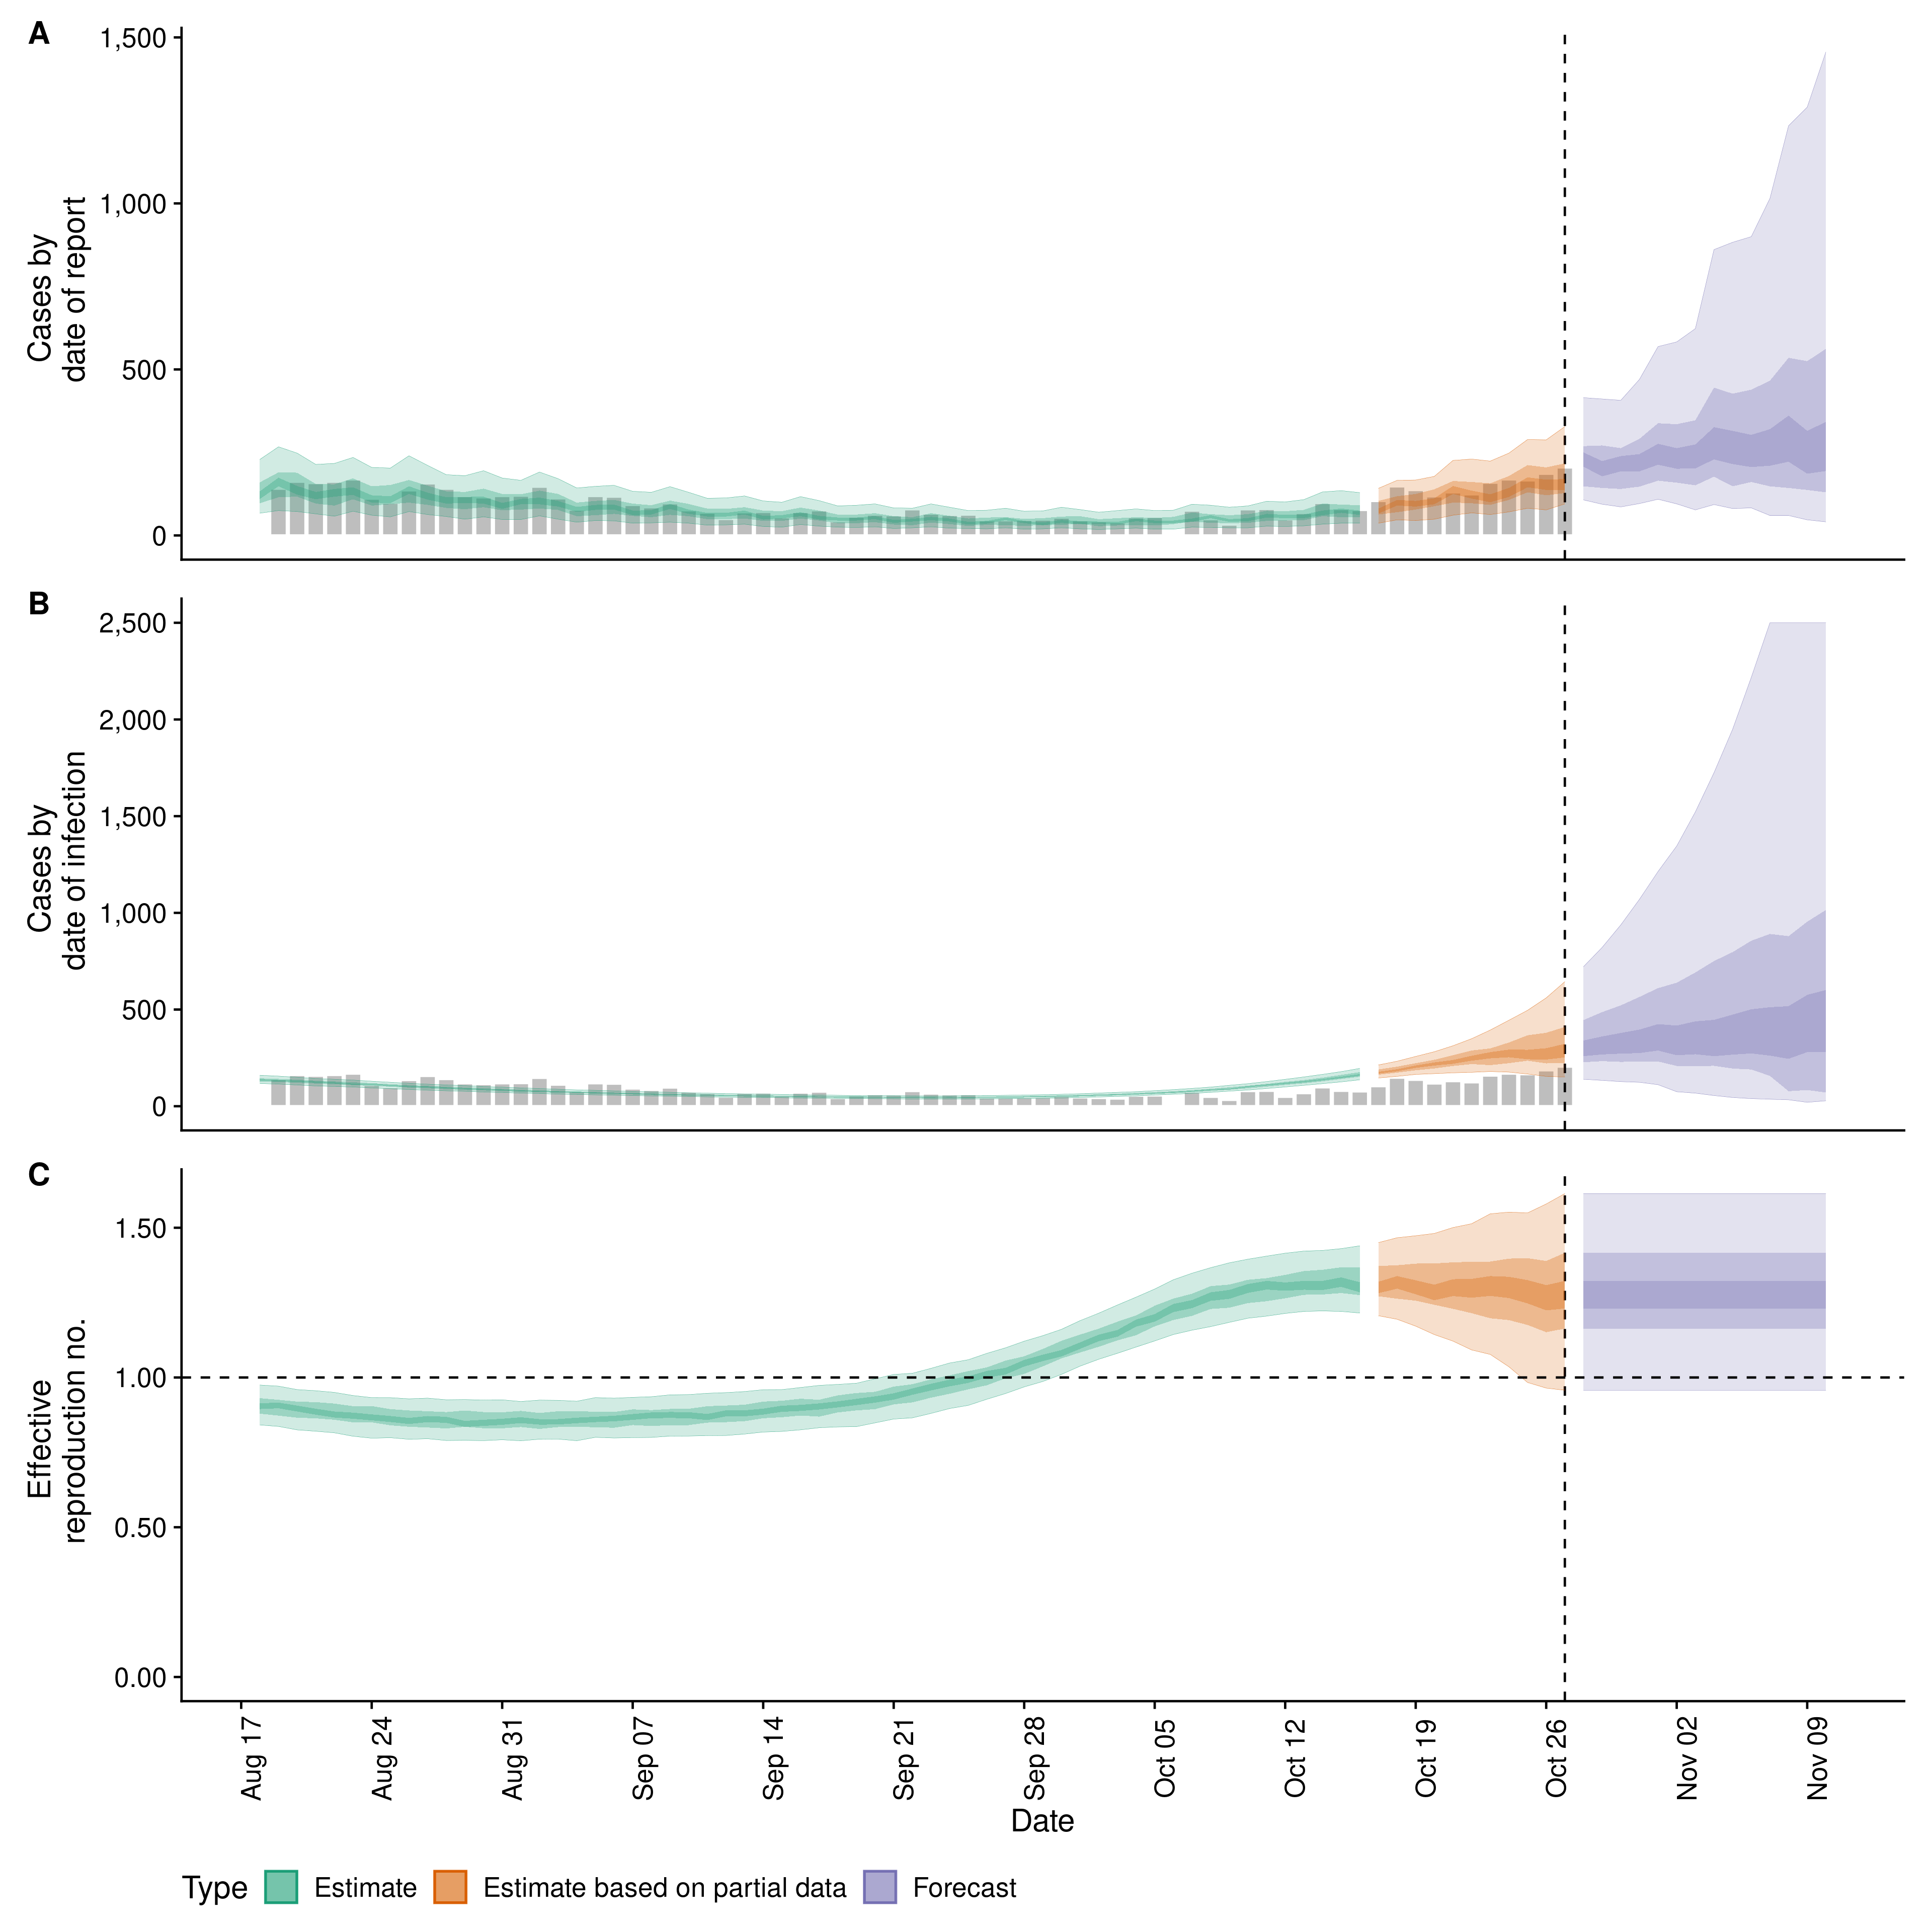 A
1,500
1,000
500
0
Cases by
date of report
B
2,500
2,000
1,500
1,000
500
0
Cases by
date of infection
C
1.50
1.00
0.50
0.00
Effective
reproduction no.
Aug 17
Aug 24
Aug 31
Sep 07
Sep 14
Sep 21
Sep 28
Oct 05
Oct 12
Oct 19
Oct 26
Nov 02
Nov 09
Date
Type Estimate Estimate based on partial data Forecast